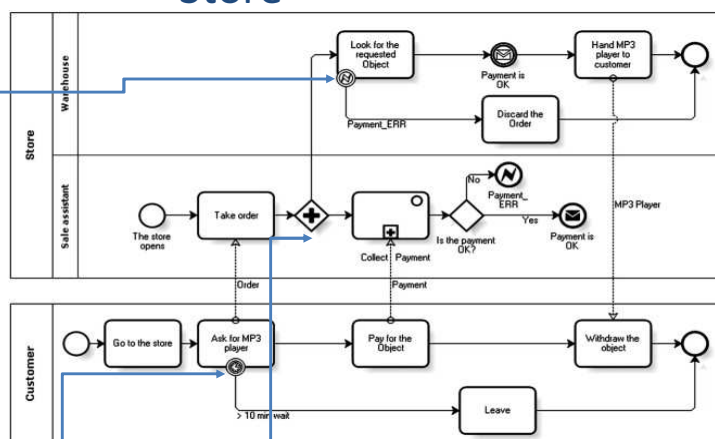 Store
Store
Warehouse
Look for the
requested
Object
Payment is
OK
Hand MP3
player to
customer
Payment_ERR
Discard the
Order
Sale assistant
The store
opens
Take order
Collect Payment
Is the payment
OK?
No
Payment_
ERR
Yes
Payment is
OK
MP3 Player
Order
Payment
Customer
Go to the store
Ask for MP3
player
Pay for the
Object
Withdraw the
object
> 10 min wait
Leave